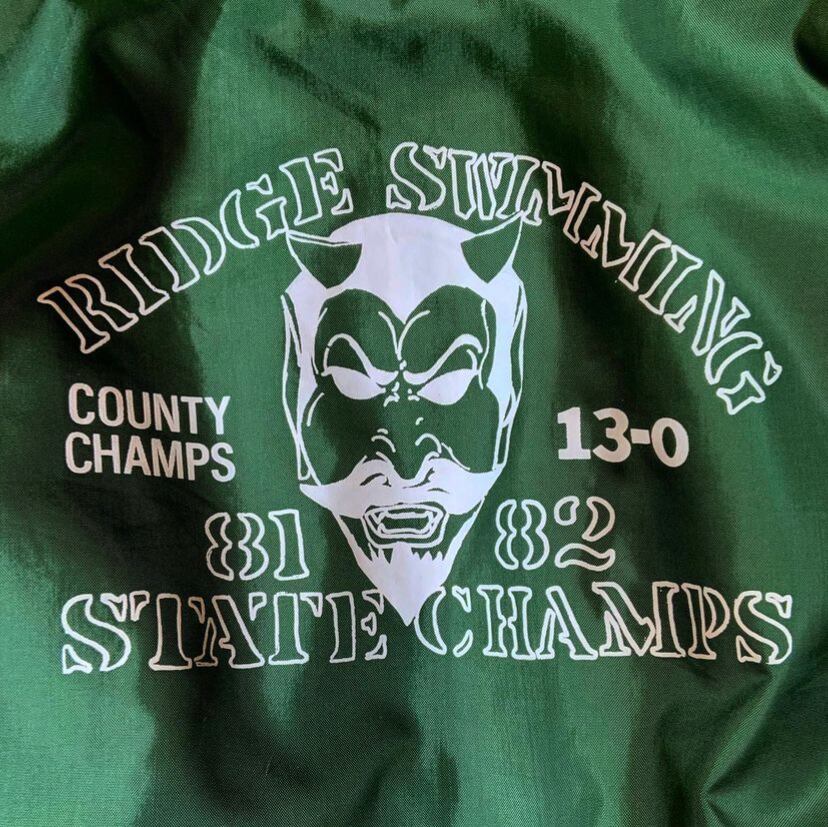 RIDGE SWIMMING
COUNTY
CHAMPS
13-0
81 82
STATE CHAMPS